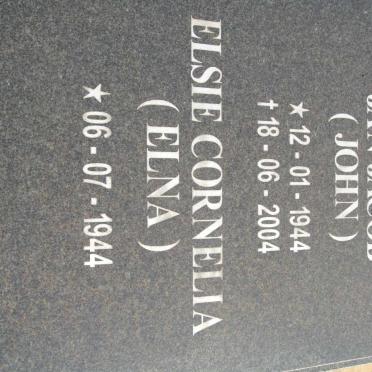 ( JOHN )
★ 12 - 01 - 1944
✝ 18 - 06 - 2004
ELSIE CORNELIA
( ELNA )
★ 06 - 07 - 1944